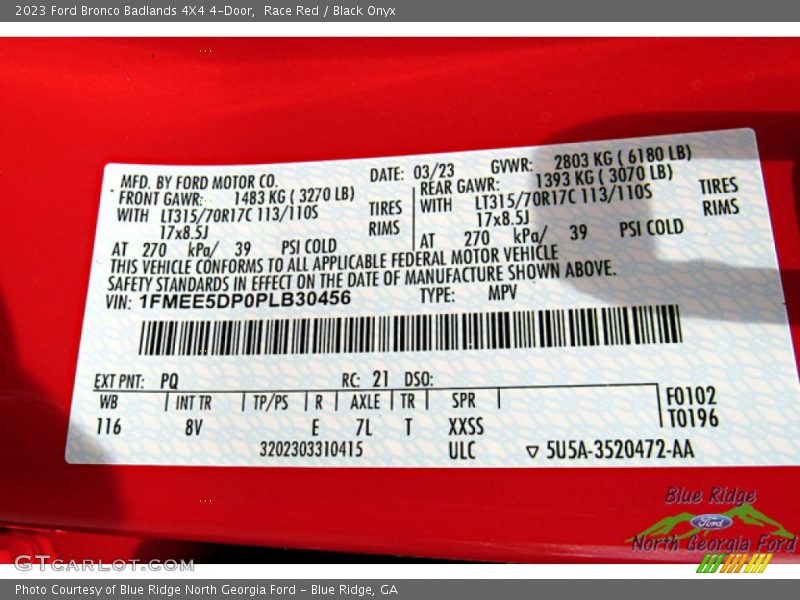 2023 Ford Bronco Badlands 4X4 4-Door,  Race Red / Black Onyx
MFD. BY FORD MOTOR CO. DATE: 03/23 GVWR: 2803 KG ( 6180 LB)
FRONT GAWR: 1483 KG ( 3270 LB) REAR GAWR: 1393 KG ( 3070 LB)
WITH LT315/70R17C 113/110S TIRES WITH LT315/70R17C 113/110S TIRES
17x8.5J RIMS 17x8.5J RIMS
AT 270 kPa/ 39 PSI COLD AT 270 kPa/ 39 PSI COLD
THIS VEHICLE CONFORMS TO ALL APPLICABLE FEDERAL MOTOR VEHICLE
SAFETY STANDARDS IN EFFECT ON THE DATE OF MANUFACTURE SHOWN ABOVE.
VIN: 1FMEE5DP0PLB30456 TYPE: MPV
EXT PNT: PQ RC: 21 DSO:
WB INT TR TP/PS R AXLE TR SPR F0102
116 8V E 7L T XXSS T0196
3202303310415 ULC 5U5A-3520472-AA
Blue Ridge
Ford
North Georgia Ford
GTCARLOT.COM
Photo Courtesy of Blue Ridge North Georgia Ford - Blue Ridge, GA